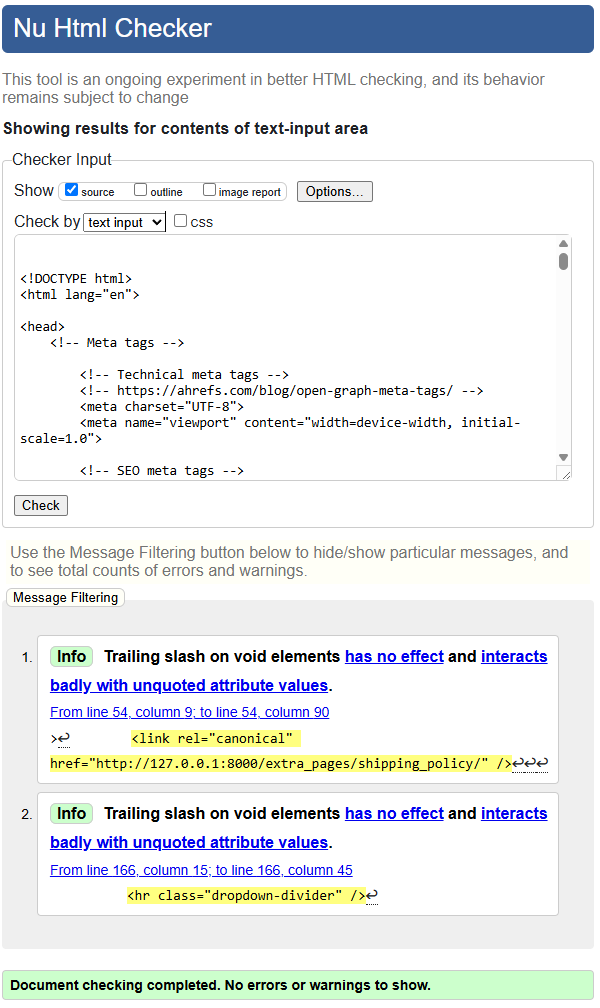 Nu Html Checker
This tool is an ongoing experiment in better HTML checking, and its behavior
remains subject to change
Showing results for contents of text-input area
Checker Input
Show source outline image report Options...
Check by text input css
<!DOCTYPE html>
<html lang="en">
<head>
<!-- Meta tags -->
<!-- Technical meta tags -->
<!-- https://ahrefs.com/blog/open-graph-meta-tags/ -->
<meta charset="UTF-8">
<meta name="viewport" content="width=device-width, initial-
scale=1.0">
<!-- SEO meta tags -->
Check
Use the Message Filtering button below to hide/show particular messages, and
to see total counts of errors and warnings.
Message Filtering
1. Info Trailing slash on void elements has no effect and interacts
badly with unquoted attribute values.
From line 54, column 9; to line 54, column 90
>↩ <link rel="canonical"
href="http://127.0.0.1:8000/extra_pages/shipping_policy/" />↩↩↩
2. Info Trailing slash on void elements has no effect and interacts
badly with unquoted attribute values.
From line 166, column 15; to line 166, column 45
<hr class="dropdown-divider" />↩
Document checking completed. No errors or warnings to show.